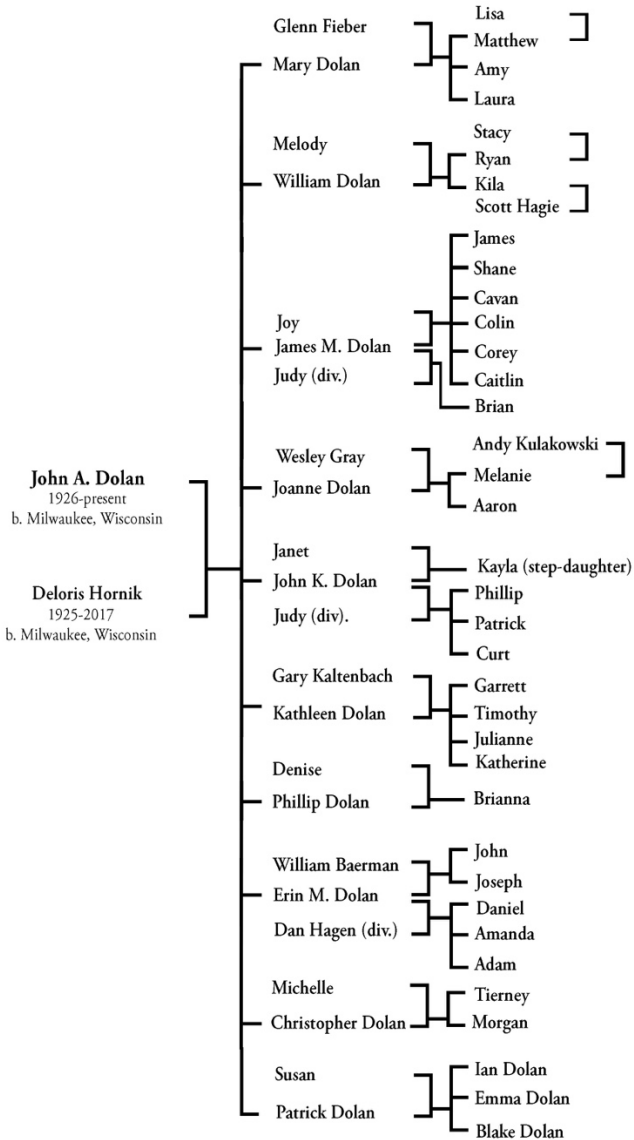 John A. Dolan
1926-present
b. Milwaukee, Wisconsin
Deloris Hornik
1925-2017
b. Milwaukee, Wisconsin
Glenn Fieber
Mary Dolan
Lisa
Matthew
Amy
Laura
Melody
William Dolan
Stacy
Ryan
Kila
Scott Hagie
Joy
James M. Dolan
Judy (div.)
James
Shane
Cavan
Colin
Corey
Caitlin
Brian
Wesley Gray
Joanne Dolan
Andy Kulakowski
Melanie
Aaron
Janet
John K. Dolan
Judy (div).
Kayla (step-daughter)
Phillip
Patrick
Curt
Gary Kaltenbach
Kathleen Dolan
Garrett
Timothy
Julianne
Katherine
Denise
Phillip Dolan
Brianna
William Baerman
Erin M. Dolan
Dan Hagen (div.)
John
Joseph
Daniel
Amanda
Adam
Michelle
Christopher Dolan
Tierney
Morgan
Susan
Patrick Dolan
Ian Dolan
Emma Dolan
Blake Dolan